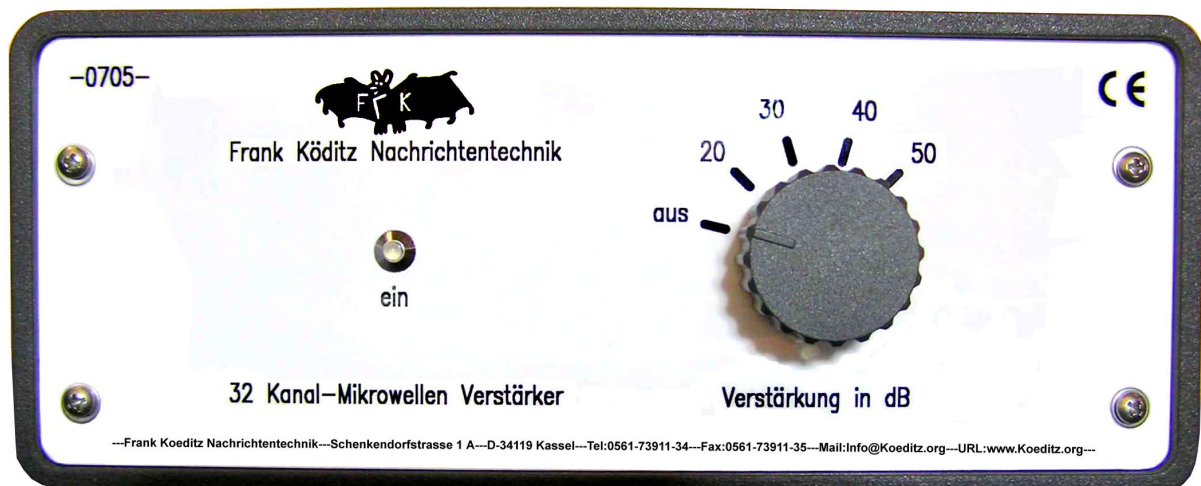 -0705-
F K
Frank Köditz Nachrichtentechnik
CE
20 30 40 50
aus
ein
32 Kanal-Mikrowellen Verstärker
Verstärkung in dB
---Frank Koeditz Nachrichtentechnik---Schenkendorfstrasse 1 A---D-34119 Kassel---Tel:0561-73911-34---Fax:0561-73911-35---Mail:Info@Koeditz.org---URL:www.Koeditz.org---